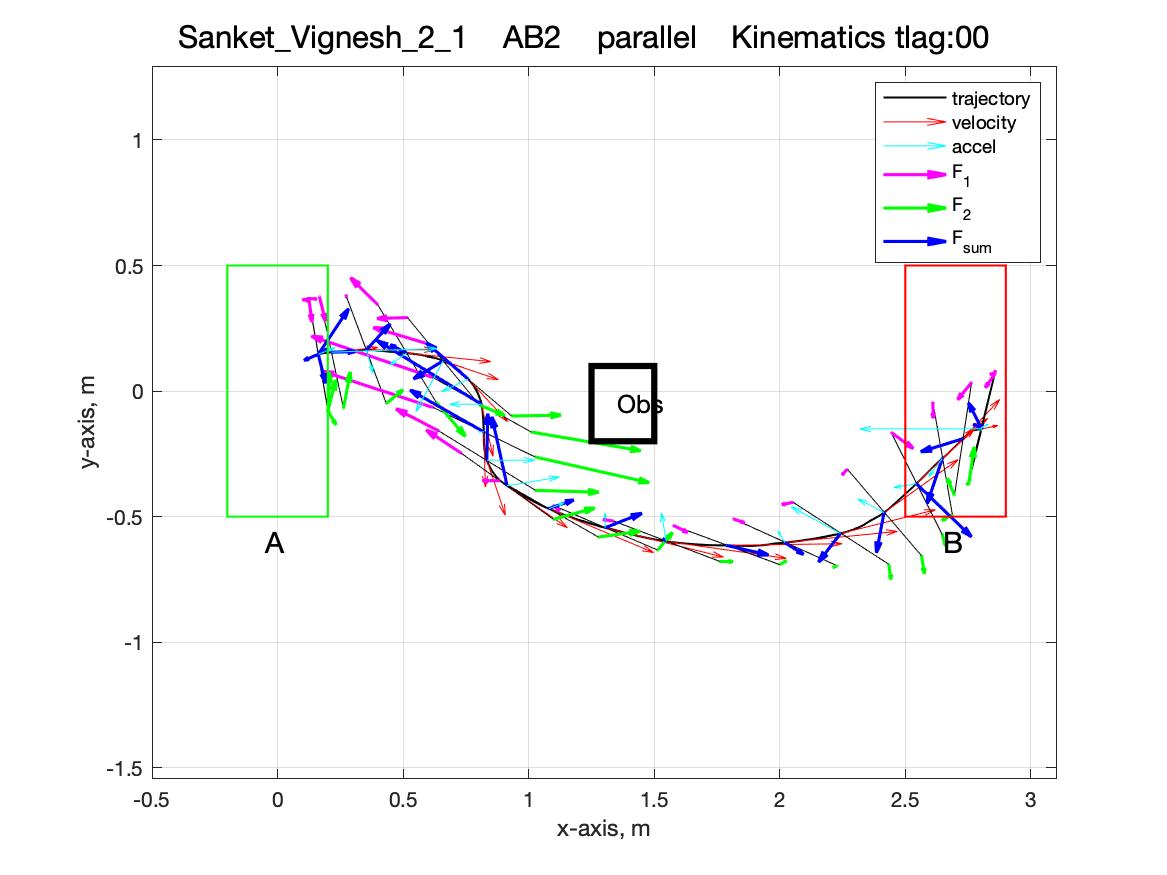 Sanket_Vignesh_2_1 AB2 parallel Kinematics tlag:00
trajectory
velocity
accel
F1
F2
Fsum
1
0.5
0
-0.5
-1
-1.5
y-axis, m
Obs
A
B
-0.5 0 0.5 1 1.5 2 2.5 3
x-axis, m